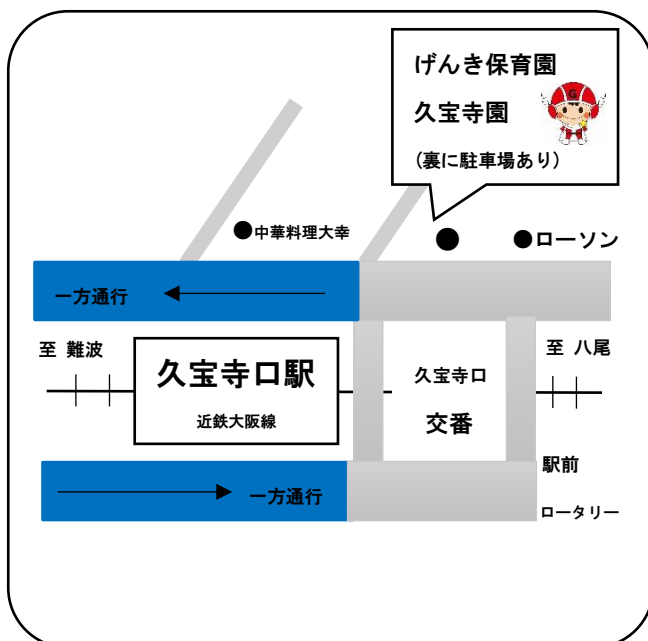 げんき保育園
久宝寺園
G
(裏に駐車場あり)
●中華料理大幸
●ローソン
一方通行
至 難波
久宝寺口駅
近鉄大阪線
久宝寺口
交番
至 八尾
一方通行
駅前
ロータリー